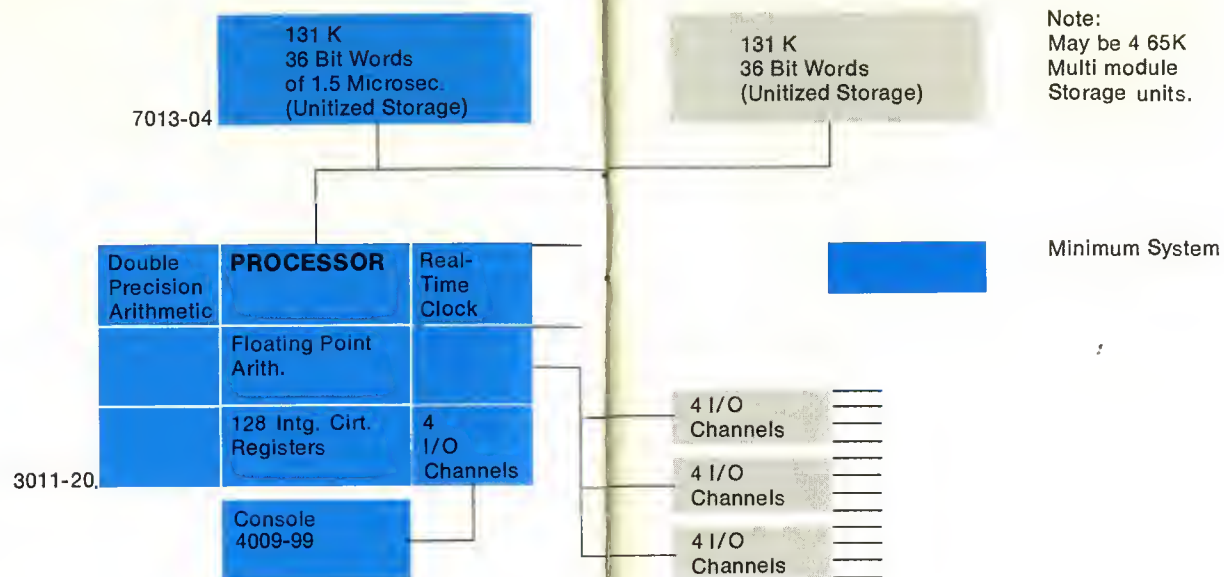 131 K
36 Bit Words
of 1.5 Microsec.
(Unitized Storage)
7013-04
131 K
36 Bit Words
(Unitized Storage)
Note:
May be 4 65K
Multi module
Storage units.
Double
Precision
Arithmetic
PROCESSOR
Real-
Time
Clock
Minimum System
Floating Point
Arith.
128 Intg. Cirt.
Registers
4
I/O
Channels
3011-20.
Console
4009-99
4 I/O
Channels
4 I/O
Channels
4 I/O
Channels